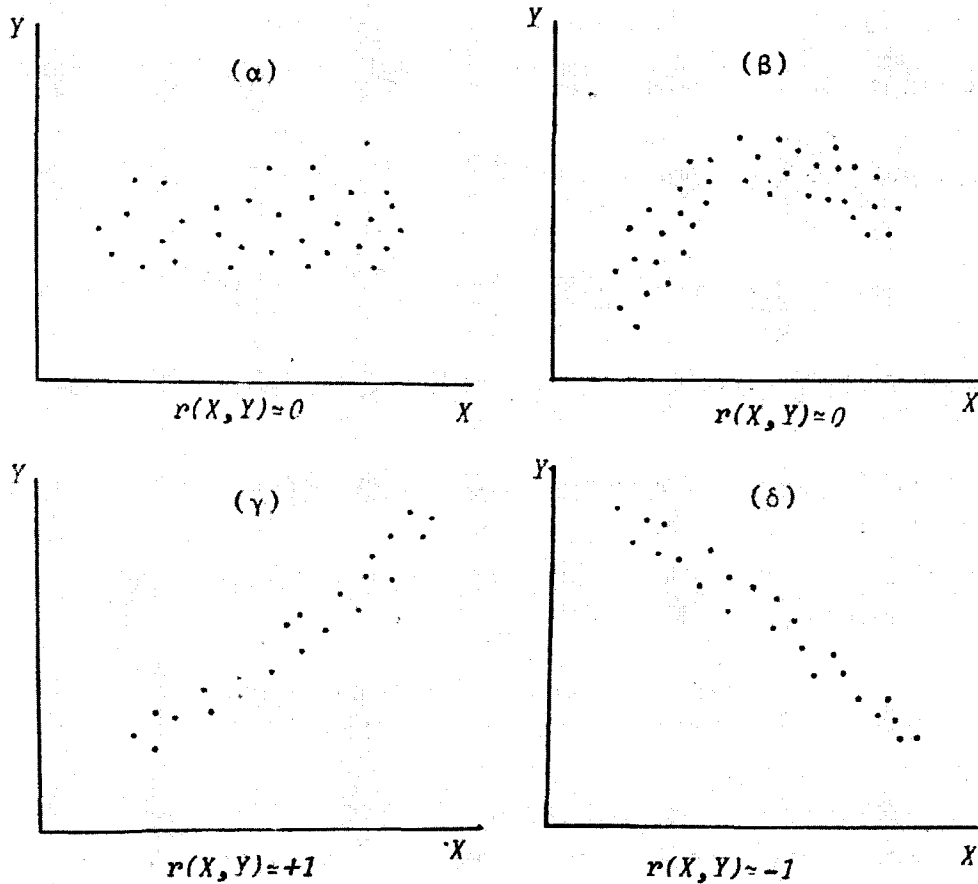 Y
(α)
X
r(X,Y)≃0
Y
(β)
X
r(X,Y)≃0
Y
(γ)
X
r(X,Y)≃+1
Y
(δ)
X
r(X,Y)≃-1